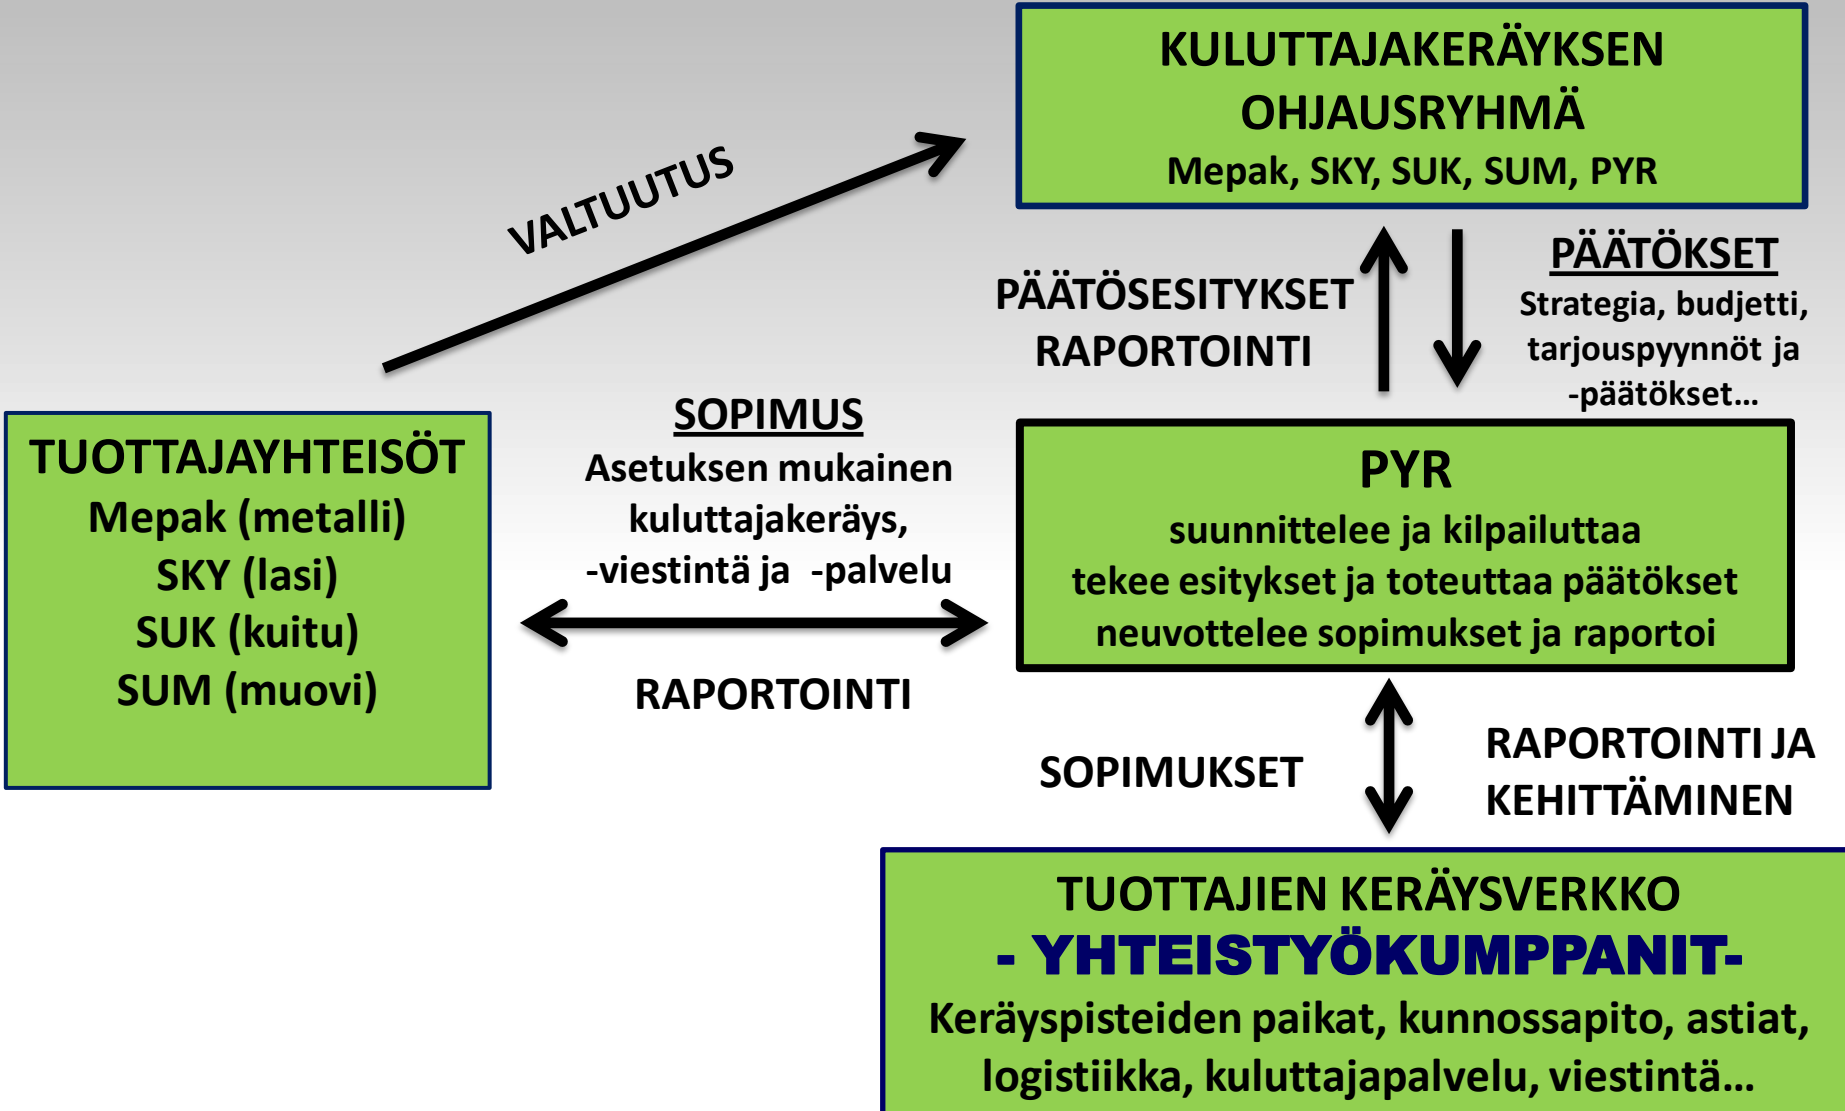 KULUTTAJAKERÄYKSEN
OHJAUSRYHMÄ
Mepak, SKY, SUK, SUM, PYR
VALTUUTUS
PÄÄTÖSESITYKSET
RAPORTOINTI
PÄÄTÖKSET
Strategia, budjetti,
tarjouspyynnöt ja
-päätökset...
TUOTTAJAYHTEISÖT
Mepak (metalli)
SKY (lasi)
SUK (kuitu)
SUM (muovi)
SOPIMUS
Asetuksen mukainen
kuluttajakeräys,
-viestintä ja -palvelu
RAPORTOINTI
PYR
suunnittelee ja kilpailuttaa
tekee esitykset ja toteuttaa päätökset
neuvottelee sopimukset ja raportoi
SOPIMUKSET
RAPORTOINTI JA
KEHITTÄMINEN
TUOTTAJIEN KERÄYSVERKKO
- YHTEISTYÖKUMPPANIT-
Keräyspisteiden paikat, kunnossapito, astiat,
logistiikka, kuluttajapalvelu, viestintä...